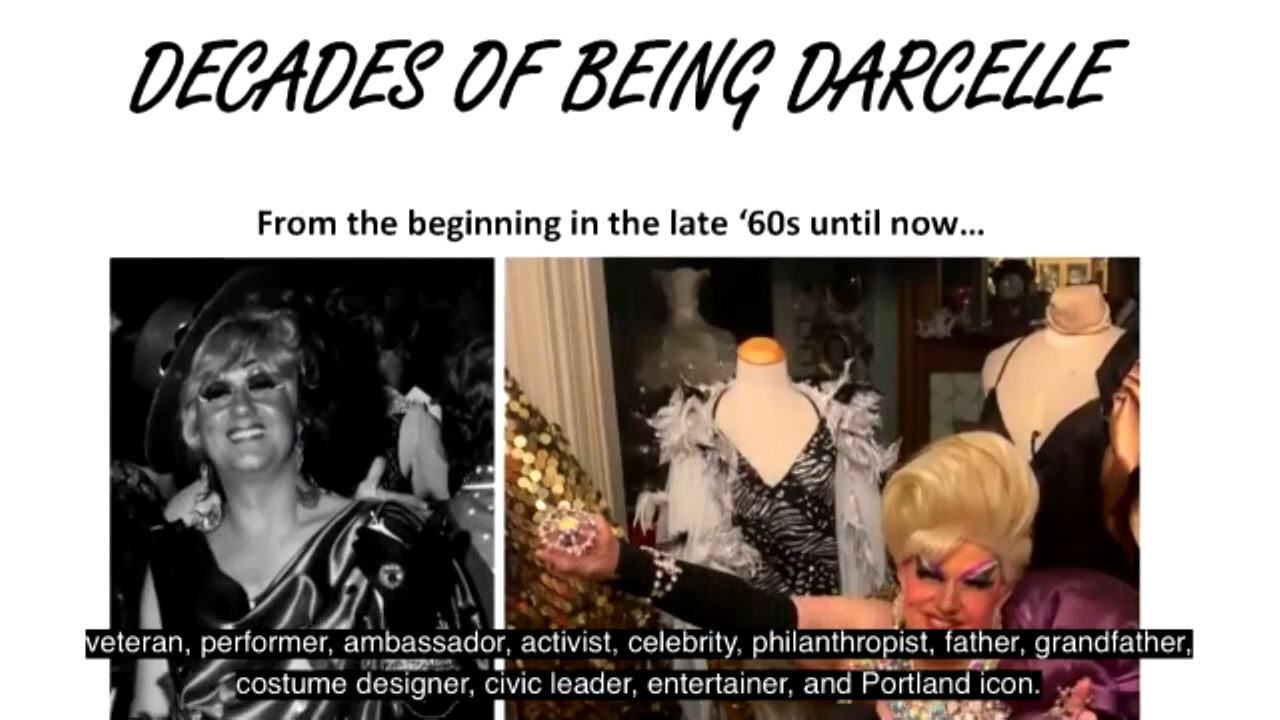 DECADES OF BEING DARCELLE
From the beginning in the late ‘60s until now…
veteran, performer, ambassador, activist, celebrity, philanthropist, father, grandfather,
costume designer, civic leader, entertainer, and Portland icon.